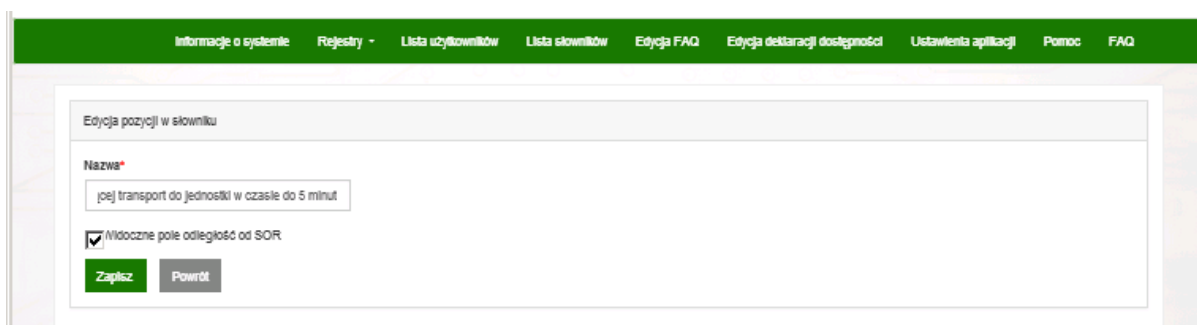 Informacje o systemie Rejestry Lista użytkowników Lista słowników Edycja FAQ Edycja deklaracji dostępności Ustawienia aplikacji Pomoc FAQ
Edycja pozycji w słowniku
Nazwa*
ącej transport do jednostki w czasie do 5 minut
Widoczne pole odległość od SOR
Zapisz Powrót